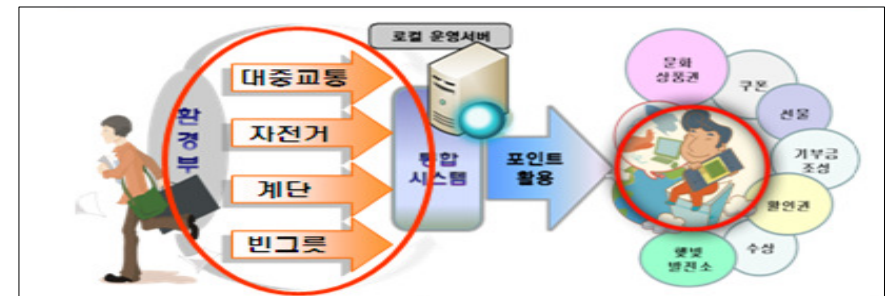 로컬 운영서버
환
경
부
대중교통
자전거
계단
빈그릇
통합
시스템
포인트
활용
문화
상품권
쿠폰
선물
기부금
조성
할인권
수상
햇빛
발전소